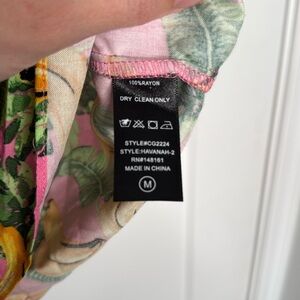 100%RAYON
DRY CLEAN ONLY
STYLE#CG2224
STYLE:HAVANAH-2
RN#148161
MADE IN CHINA
M